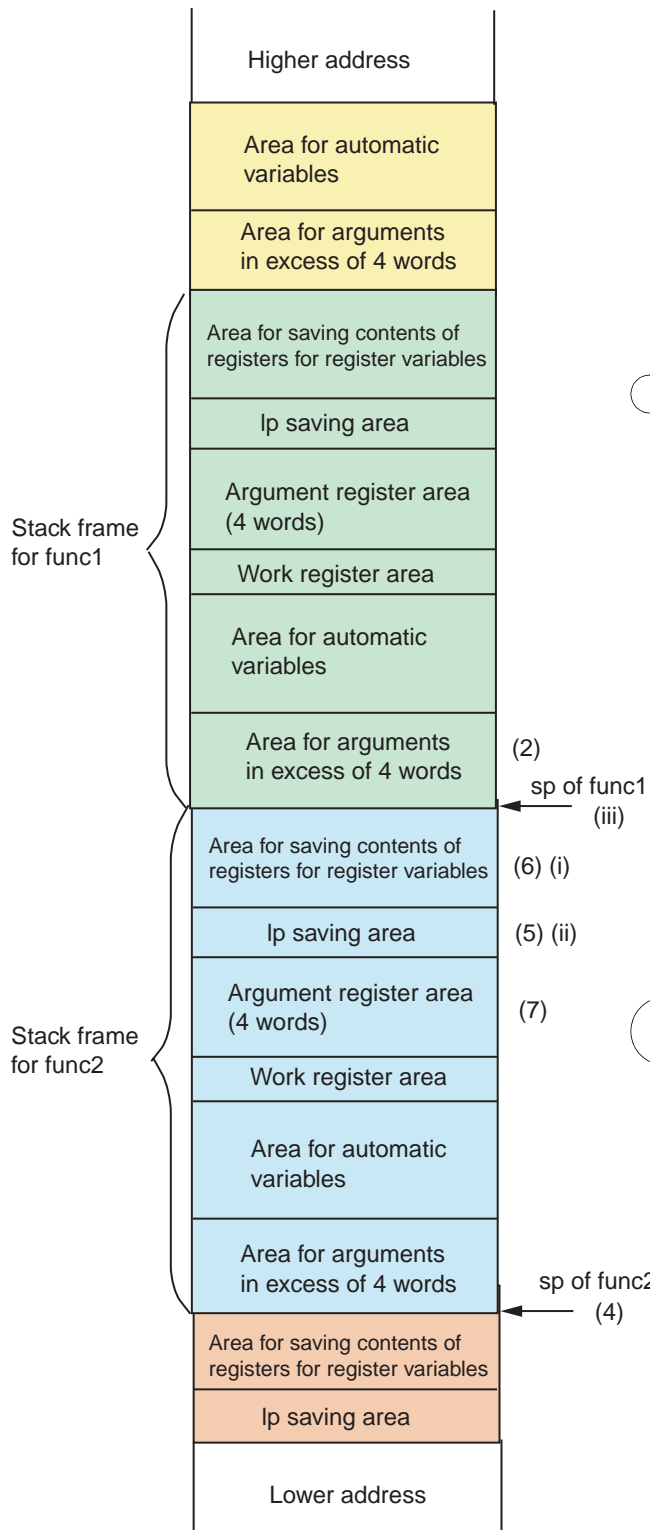 Higher address
Area for automatic
variables
Area for arguments
in excess of 4 words
Area for saving contents of
registers for register variables
lp saving area
Argument register area
(4 words)
Stack frame
for func1
Work register area
Area for automatic
variables
Area for arguments
in excess of 4 words
(2)
sp of func1
(iii)
Area for saving contents of
registers for register variables
(6) (i)
lp saving area
(5) (ii)
Argument register area
(4 words)
(7)
Stack frame
for func2
Work register area
Area for automatic
variables
Area for arguments
in excess of 4 words
sp of func2
(4)
Area for saving contents of
registers for register variables
lp saving area
Lower address